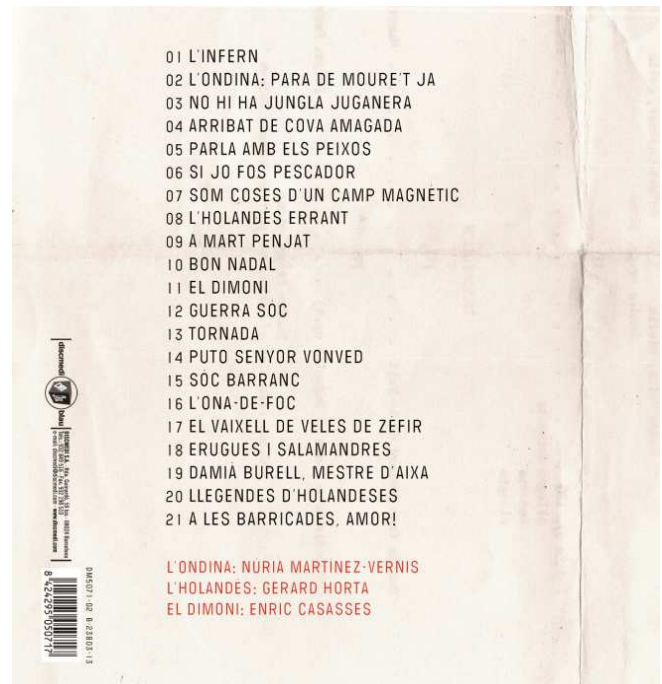 01 L'INFERN
02 L'ONDINA: PARA DE MOURE'T JA
03 NO HI HA JUNGLA JUGANERA
04 ARRIBAT DE COVA AMAGADA
05 PARLA AMB ELS PEIXOS
06 SI JO FOS PESCADOR
07 SOM COSES D'UN CAMP MAGNÈTIC
08 L'HOLANDÈS ERRANT
09 A MART PENJAT
10 BON NADAL
11 EL DIMONI
12 GUERRA SÓC
13 TORNADA
14 PUTO SENYOR VONVED
15 SÓC BARRANC
16 L'ONA-DE-FOC
17 EL VAIXELL DE VELES DE ZÈFIR
18 ERUGUES I SALAMANDRES
19 DAMIÀ BURELL, MESTRE D'AIXA
20 LLEGENDES D'HOLANDESES
21 A LES BARRICADES, AMOR!
L'ONDINA: NÚRIA MARTÍNEZ-VERNIS
L'HOLANDÈS: GERARD HORTA
EL DIMONI: ENRIC CASASSES
discmedi
blau
DISCMEDI S.A.
DM5071-02 B-23803-13
8 424295 050717